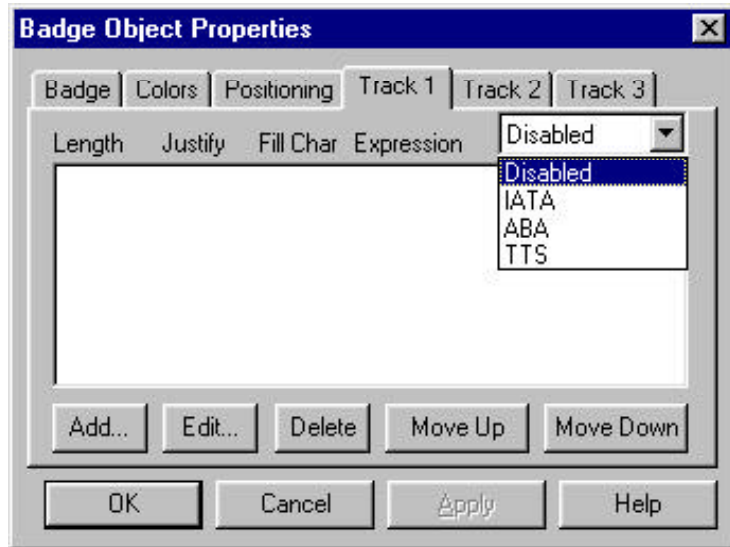 Badge Object Properties
Badge Colors Positioning Track 1 Track 2 Track 3
Length Justify Fill Char Expression Disabled
Disabled
IATA
ABA
TTS
Add... Edit... Delete Move Up Move Down
OK Cancel Apply Help